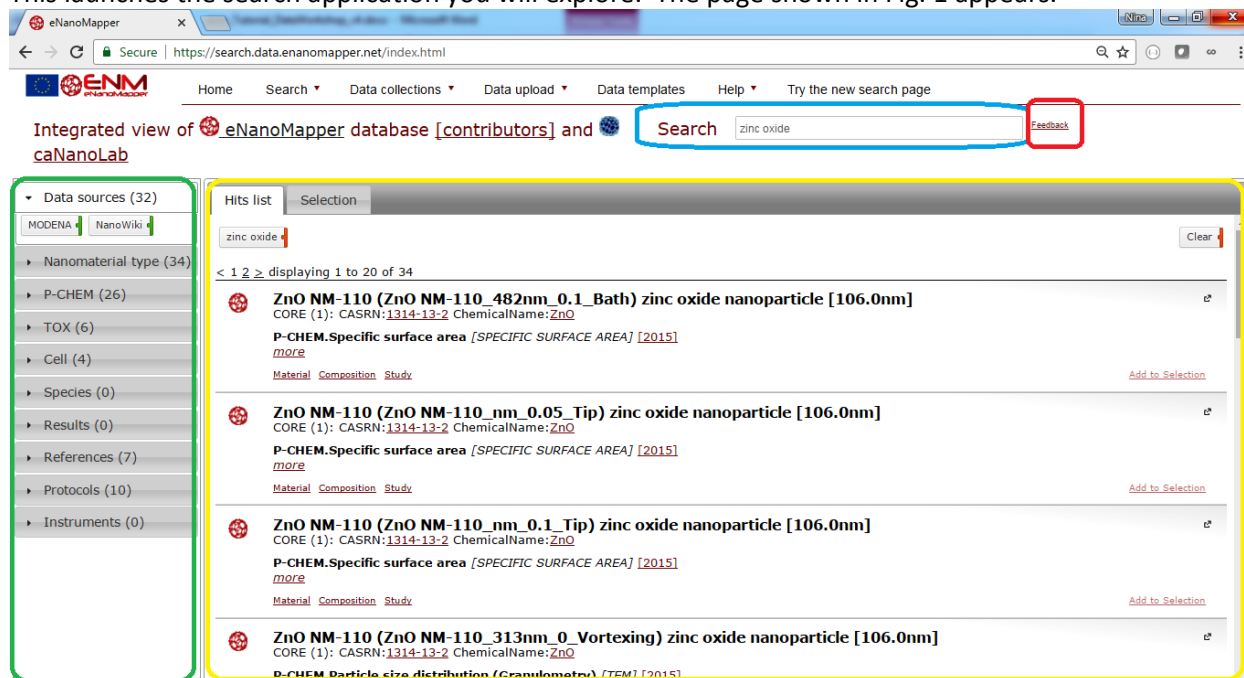 This launches the search application you will explore. The page shown in Fig. 1 appears.
eNanoMapper
Nina
Secure | https://search.data.enanomapper.net/index.html
ENM
eNanoMapper
Home Search Data collections Data upload Data templates Help Try the new search page
Integrated view of eNanoMapper database [contributors] and caNanoLab
Search zinc oxide Feedback
Data sources (32)
MODENA NanoWiki
Nanomaterial type (34)
P-CHEM (26)
TOX (6)
Cell (4)
Species (0)
Results (0)
References (7)
Protocols (10)
Instruments (0)
Hits list Selection
zinc oxide Clear
< 1 2 > displaying 1 to 20 of 34
ZnO NM-110 (ZnO NM-110_482nm_0.1_Bath) zinc oxide nanoparticle [106.0nm]
CORE (1): CASRN:1314-13-2 ChemicalName:ZnO
P-CHEM.Specific surface area [SPECIFIC SURFACE AREA] [2015]
more
Material Composition Study Add to Selection
ZnO NM-110 (ZnO NM-110_nm_0.05_Tip) zinc oxide nanoparticle [106.0nm]
CORE (1): CASRN:1314-13-2 ChemicalName:ZnO
P-CHEM.Specific surface area [SPECIFIC SURFACE AREA] [2015]
more
Material Composition Study Add to Selection
ZnO NM-110 (ZnO NM-110_nm_0.1_Tip) zinc oxide nanoparticle [106.0nm]
CORE (1): CASRN:1314-13-2 ChemicalName:ZnO
P-CHEM.Specific surface area [SPECIFIC SURFACE AREA] [2015]
more
Material Composition Study Add to Selection
ZnO NM-110 (ZnO NM-110_313nm_0_Vortexing) zinc oxide nanoparticle [106.0nm]
CORE (1): CASRN:1314-13-2 ChemicalName:ZnO
P-CHEM.Particle size distribution (Granulometry) [TEM] [2015]